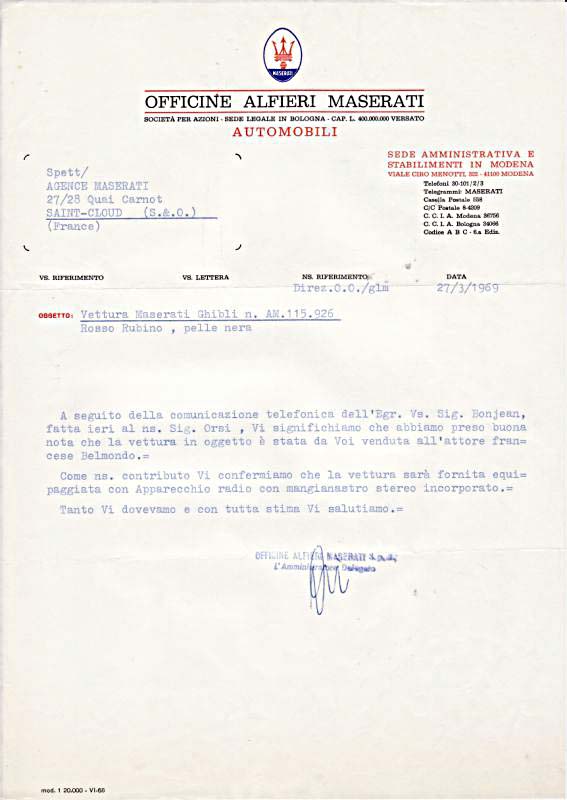 MASERATI
OFFICINE ALFIERI MASERATI
SOCIETÀ PER AZIONI - SEDE LEGALE IN BOLOGNA - CAP. L. 400.000.000 VERSATO
AUTOMOBILI
SEDE AMMINISTRATIVA E
STABILIMENTI IN MODENA
VIALE CIRO MENOTTI, 322 - 41100 MODENA
Telefoni 30-101/2/3
Telegrammi: MASERATI
Casella Postale 558
C/C Postale 8-4209
C. C. I. A. Modena 36756
C. C. I. A. Bologna 34066
Codice A B C - 6.a Ediz.
Spett/
AGENCE MASERATI
27/28 Quai Carnot
SAINT-CLOUD (S.&.O.)
(France)
VS. RIFERIMENTO VS. LETTERA NS. RIFERIMENTO DATA
Direz.O.O./glm 27/3/1969
OGGETTO: Vettura Maserati Ghibli n. AM.115.926
Rosso Rubino , pelle nera
A seguito della comunicazione telefonica dell'Egr. Vs. Sig. Bonjean,
fatta ieri al ns. Sig. Orsi , Vi significhiamo che abbiamo preso buona
nota che la vettura in oggetto è stata da Voi venduta all'attore fran-
cese Belmondo.=
Come ns. contributo Vi confermiamo che la vettura sarà fornita equi-
paggiata con Apparecchio radio con mangianastro stereo incorporato.=
Tanto Vi dovevamo e con tutta stima Vi salutiamo.=
OFFICINE ALFIERI MASERATI S.p.A.
L'Amministratore Delegato
mod. 1 20.000 - VI-66